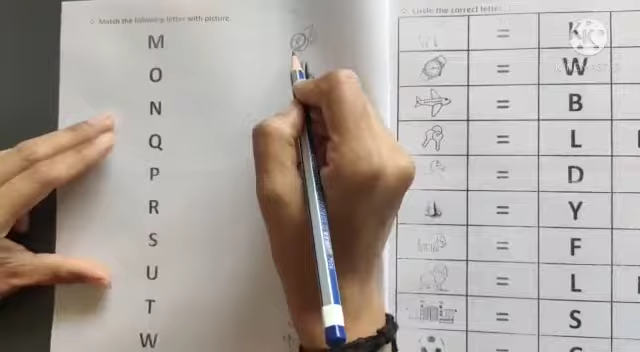 Match the following letter with picture.
M
O
N
Q
P
R
S
U
T
W
Circle the correct letter
=
K
=
W
=
B
=
L
=
D
=
Y
=
F
=
L
=
S
=